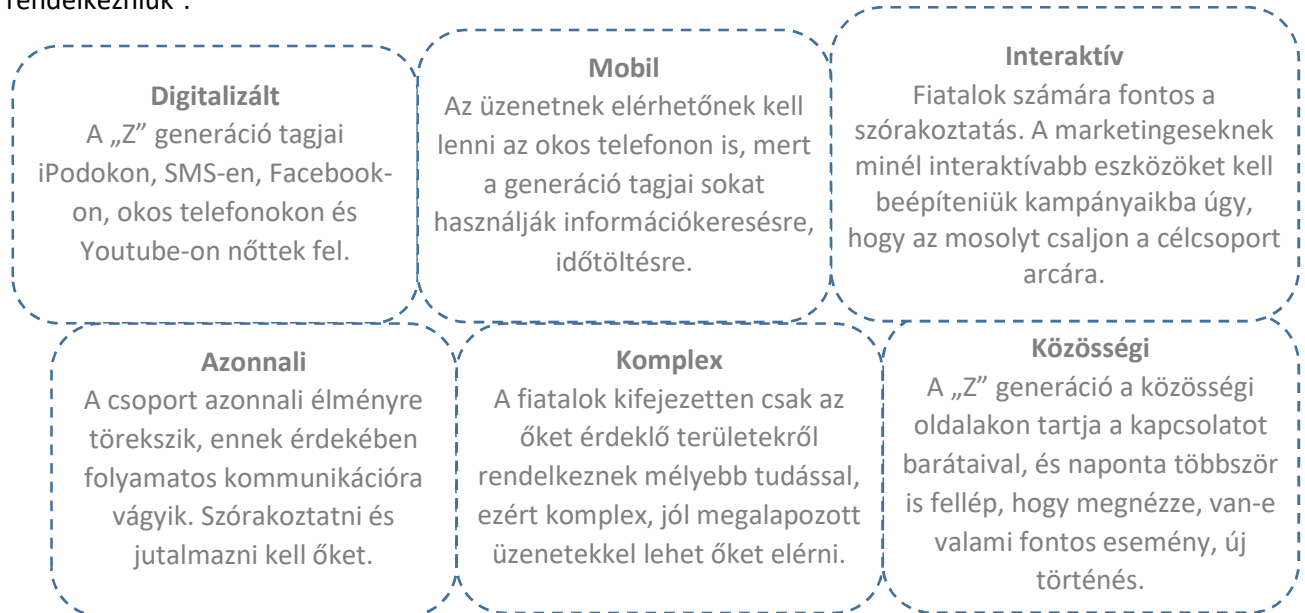 rendelkezniük".
Digitalizált
A „Z” generáció tagjai
iPodokon, SMS-en, Facebook-
on, okos telefonokon és
Youtube-on nőttek fel.
Mobil
Az üzenetnek elérhetőnek kell
lenni az okos telefonon is, mert
a generáció tagjai sokat
használják információkeresésre,
időtöltésre.
Interaktív
Fiatalok számára fontos a
szórakoztatás. A marketingeseknek
minél interaktívabb eszközöket kell
beépíteniük kampányaikba úgy,
hogy az mosolyt csaljon a célcsoport
arcára.
Azonnali
A csoport azonnali élményre
törekszik, ennek érdekében
folyamatos kommunikációra
vágyik. Szórakoztatni és
jutalmazni kell őket.
Komplex
A fiatalok kifejezetten csak az
őket érdeklő területekről
rendelkeznek mélyebb tudással,
ezért komplex, jól megalapozott
üzenetekkel lehet őket elérni.
Közösségi
A „Z” generáció a közösségi
oldalakon tartja a kapcsolatot
barátaival, és naponta többször
is fellép, hogy megnézze, van-e
valami fontos esemény, új
történés.